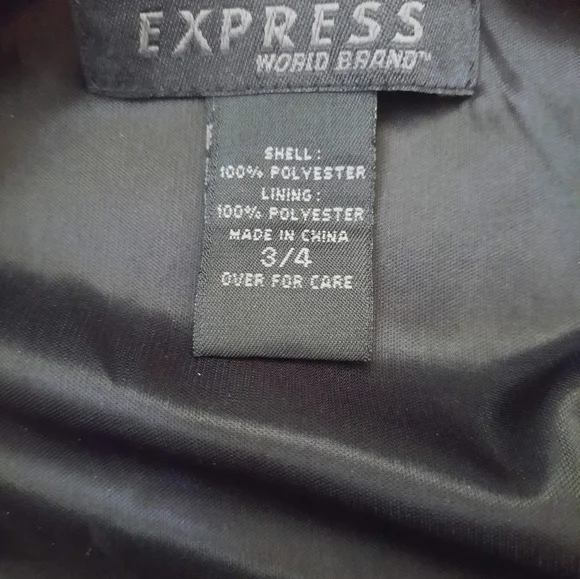 EXPRESS
WORLD BRAND™
SHELL:
100% POLYESTER
LINING:
100% POLYESTER
MADE IN CHINA
3/4
OVER FOR CARE